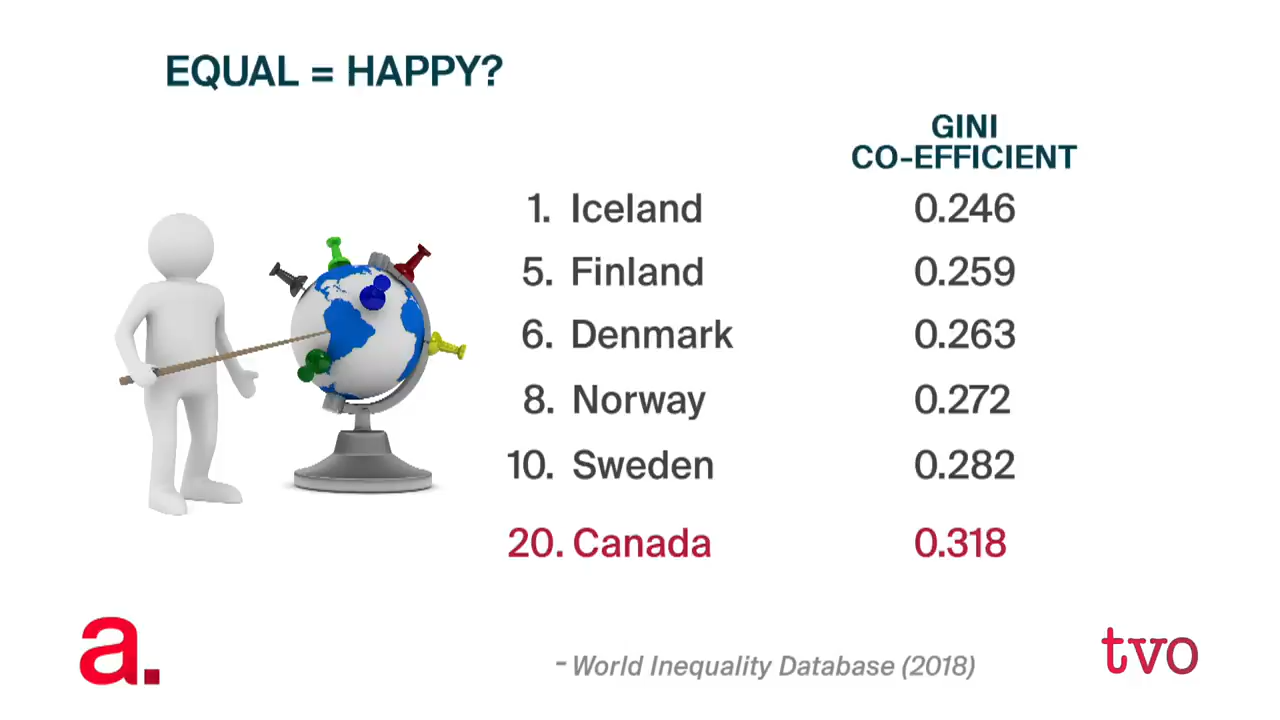 EQUAL = HAPPY?
GINI
CO-EFFICIENT
1. Iceland 0.246
5. Finland 0.259
6. Denmark 0.263
8. Norway 0.272
10. Sweden 0.282
20. Canada 0.318
a.
- World Inequality Database (2018)
tvo